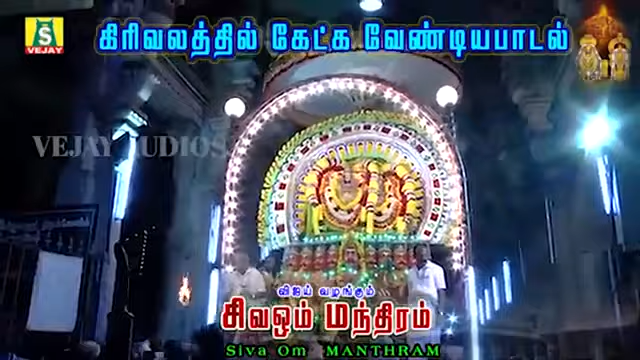 S
VEJAY
கிரிவலத்தில் கேட்க வேண்டியபாடல்
VEJAY AUDIOS
விஜய் வழங்கும்
சிவஓம் மந்திரம்
Siva Om MANTHRAM